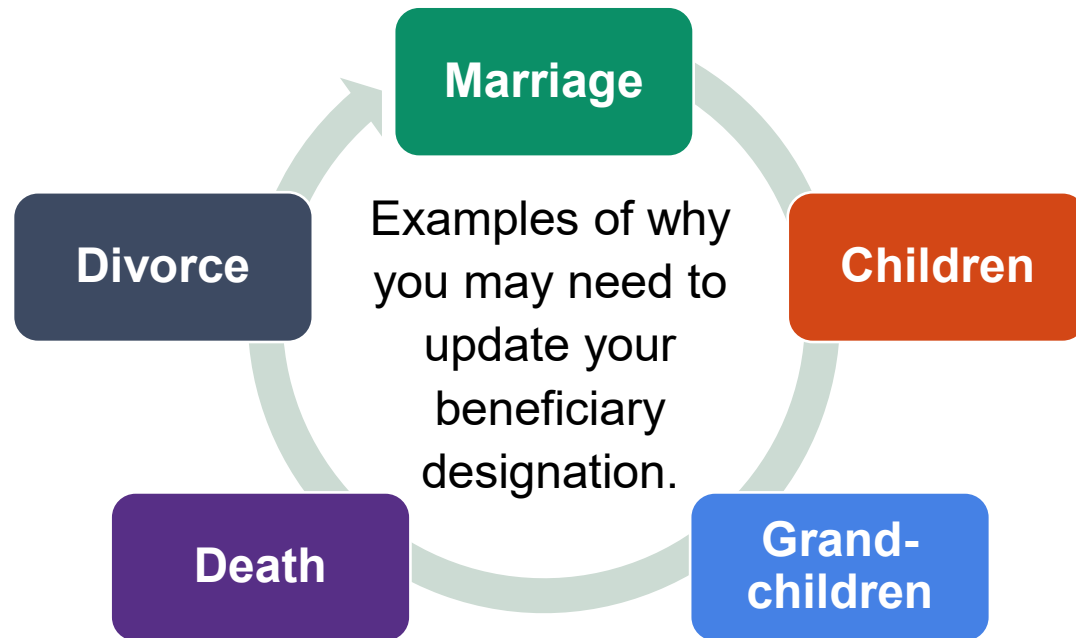 Marriage
Children
Grand-
children
Death
Divorce
Examples of why
you may need to
update your
beneficiary
designation.